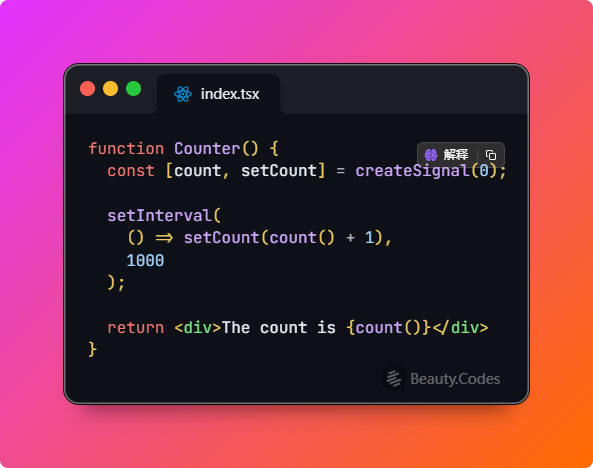 index.tsx
function Counter() {
解释
const [count, setCount] = createSignal(0);
setInterval(
() => setCount(count() + 1),
1000
);
return <div>The count is {count()}</div>
}
Beauty.Codes